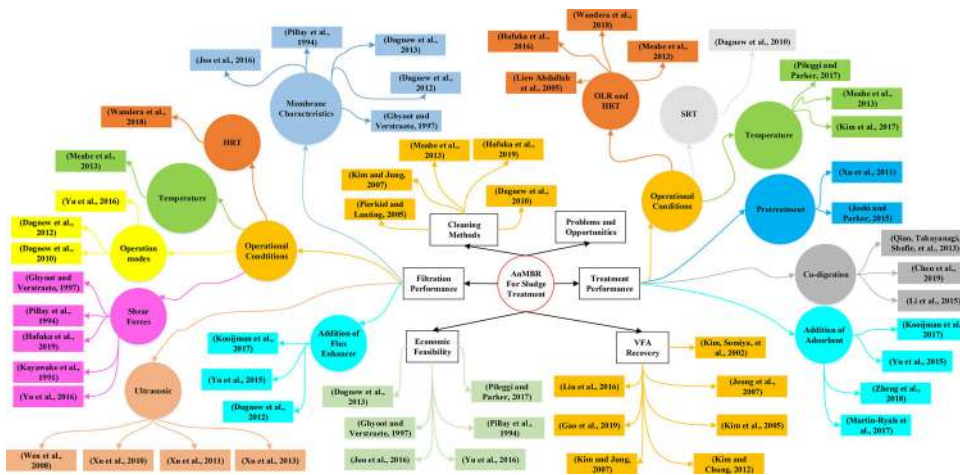 (Pillay et al.,
1994)
(Dagnew et al.,
2013)
(Joo et al., 2016)
(Dagnew et al.,
2012)
Membrane
Characteristics
(Ghyoot and
Verstraete, 1997)
(Wandera et al.,
2018)
HRT
(Meabe et al.,
2013)
Temperature
(Yu et al., 2016)
(Dagnew et al.,
2012)
(Dagnew et al.,
2010)
Operation
modes
Operational
Condtitions
(Ghyoot and
Verstraete, 1997)
(Pillay et al.,
1994)
(Hafuka et al.,
2019)
(Kayawake et al.,
1991)
(Yu et al., 2016)
Shear
Forces
Ultrasonic
(Wen et al.,
2008)
(Xu et al., 2010)
(Xu et al., 2011)
(Xu et al., 2013)
(Kooijman et al.,
2017)
(Yu et al., 2015)
(Dagnew et al.,
2012)
Addition of
Flux
Enhancer
Filtration
Performance
(Meabe et al.,
2013)
(Hafuka et al.,
2019)
(Kim and Jung,
2007)
(Pierkiel and
Lanting, 2005)
(Dagnew et al.,
2010)
Cleaning
Methods
Problems and
Opportunities
AnMBR
For Sludge
Treatment
Treatment
Performance
Economic
Feasibility
(Dagnew et al.,
2013)
(Pileggi and
Parker, 2017)
(Ghyoot and
Verstraete, 1997)
(Pillay et al.,
1994)
(Joo et al., 2016)
(Yu et al., 2016)
VFA
Recovery
(Kim, Somiya, et
al., 2002)
(Liu et al., 2016)
(Jeong et al.,
2007)
(Gao et al., 2019)
(Kim et al., 2005)
(Kim and Jung,
2007)
(Kim and
Chung, 2012)
(Wandera et al.,
2018)
(Hafuka et al.,
2016)
(Meabe et al.,
2013)
(Liew Abdullah
et al., 2005)
OLR and
HRT
(Dagnew et al., 2010)
SRT
(Pileggi and
Parker, 2017)
(Meabe et al.,
2013)
(Kim et al., 2017)
Temperature
Operational
Conditions
Pretreatment
(Xu et al., 2011)
(Joshi and
Parker, 2015)
Co-digestion
(Qiao, Takayanagi,
Shofie, et al., 2013)
(Chen et al.,
2019)
(Li et al., 2015)
Addition of
Adsorbent
(Kooijman et al.,
2017)
(Yu et al., 2015)
(Zheng et al.,
2018)
(Martin-Ryals et
al., 2017)